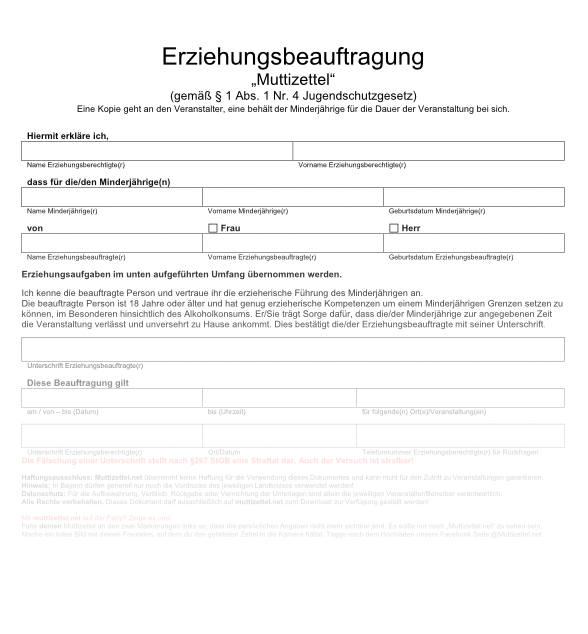 Erziehungsbeauftragung
„Muttizettel“
(gemäß § 1 Abs. 1 Nr. 4 Jugendschutzgesetz)
Eine Kopie geht an den Veranstalter, eine behält der Minderjährige für die Dauer der Veranstaltung bei sich.
Hiermit erkläre ich,
Name Erziehungsberechtigte(r) Vorname Erziehungsberechtigte(r)
dass für die/den Minderjährige(n)
Name Minderjährige(r) Vorname Minderjährige(r) Geburtsdatum Minderjährige(r)
von Frau Herr
Name Erziehungsbeauftragte(r) Vorname Erziehungsbeauftragte(r) Geburtsdatum Erziehungsbeauftragte(r)
Erziehungsaufgaben im unten aufgeführten Umfang übernommen werden.
Ich kenne die beauftragte Person und vertraue ihr die erzieherische Führung des Minderjährigen an.
Die beauftragte Person ist 18 Jahre oder älter und hat genug erzieherische Kompetenzen um einem Minderjährigen Grenzen setzen zu
können, im Besonderen hinsichtlich des Alkoholkonsums. Er/Sie trägt Sorge dafür, dass die/der Minderjährige zur angegebenen Zeit
die Veranstaltung verlässt und unversehrt zu Hause ankommt. Dies bestätigt die/der Erziehungsbeauftragte mit seiner Unterschrift.
Unterschrift Erziehungsbeauftragte(r)
Diese Beauftragung gilt
am / von – bis (Datum) bis (Uhrzeit) für folgende(n) Ort(e)/Veranstaltung(en)
Unterschrift Erziehungsberechtigte(r) Ort/Datum Telefonnummer Erziehungsberechtigte(r) für Rückfragen
Die Fälschung einer Unterschrift stellt nach §267 StGB eine Straftat dar. Auch der Versuch ist strafbar!
Haftungsausschluss: Muttizettel.net übernimmt keine Haftung für die Verwendung dieses Dokumentes und kann nicht für den Zutritt zu Veranstaltungen garantieren.
Hinweis: In Bayern dürfen generell nur noch die Vordrucke des jeweiligen Landkreises verwendet werden!
Datenschutz: Für die Aufbewahrung, Vertrieb, Rückgabe oder Vernichtung der Unterlagen sind allein die jeweiligen Veranstalter/Betreiber verantwortlich.
Alle Rechte vorbehalten. Dieses Dokument darf ausschließlich auf muttizettel.net zum Download zur Verfügung gestellt werden!
Mit muttizettel.net auf der Party? Zeige es uns!
Falte deinen Muttizettel an den zwei Markierungen links so, dass die persönlichen Angaben nicht mehr sichtbar sind. Es sollte nur noch „Muttizettel.net“ zu sehen sein.
Mache ein tolles Bild mit deinen Freunden, auf dem du den gefalteten Zettel in die Kamera hältst. Tagge nach dem Hochladen unsere Facebook Seite @Muttizettel.net